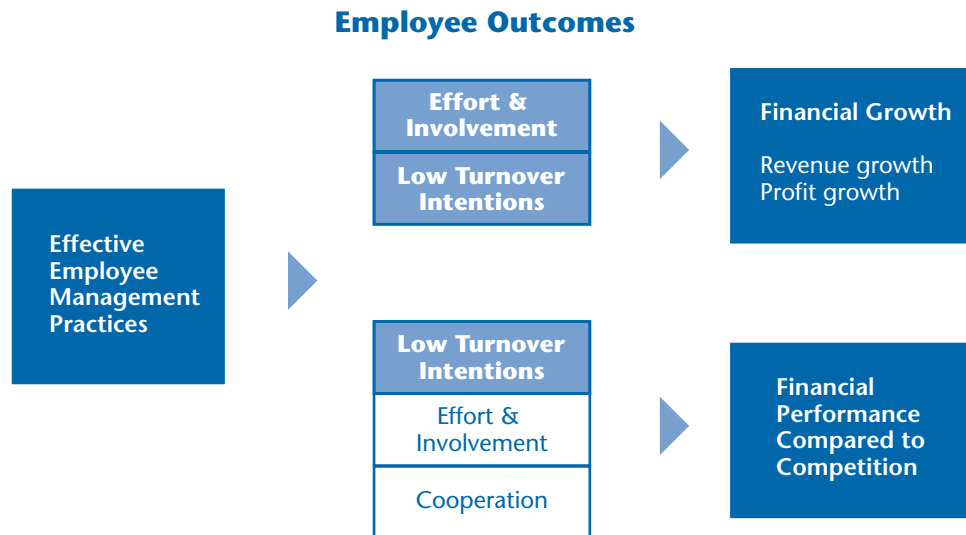 Employee Outcomes
Effective
Employee
Management
Practices
Effort &
Involvement
Low Turnover
Intentions
Financial Growth
Revenue growth
Profit growth
Low Turnover
Intentions
Effort &
Involvement
Cooperation
Financial
Performance
Compared to
Competition